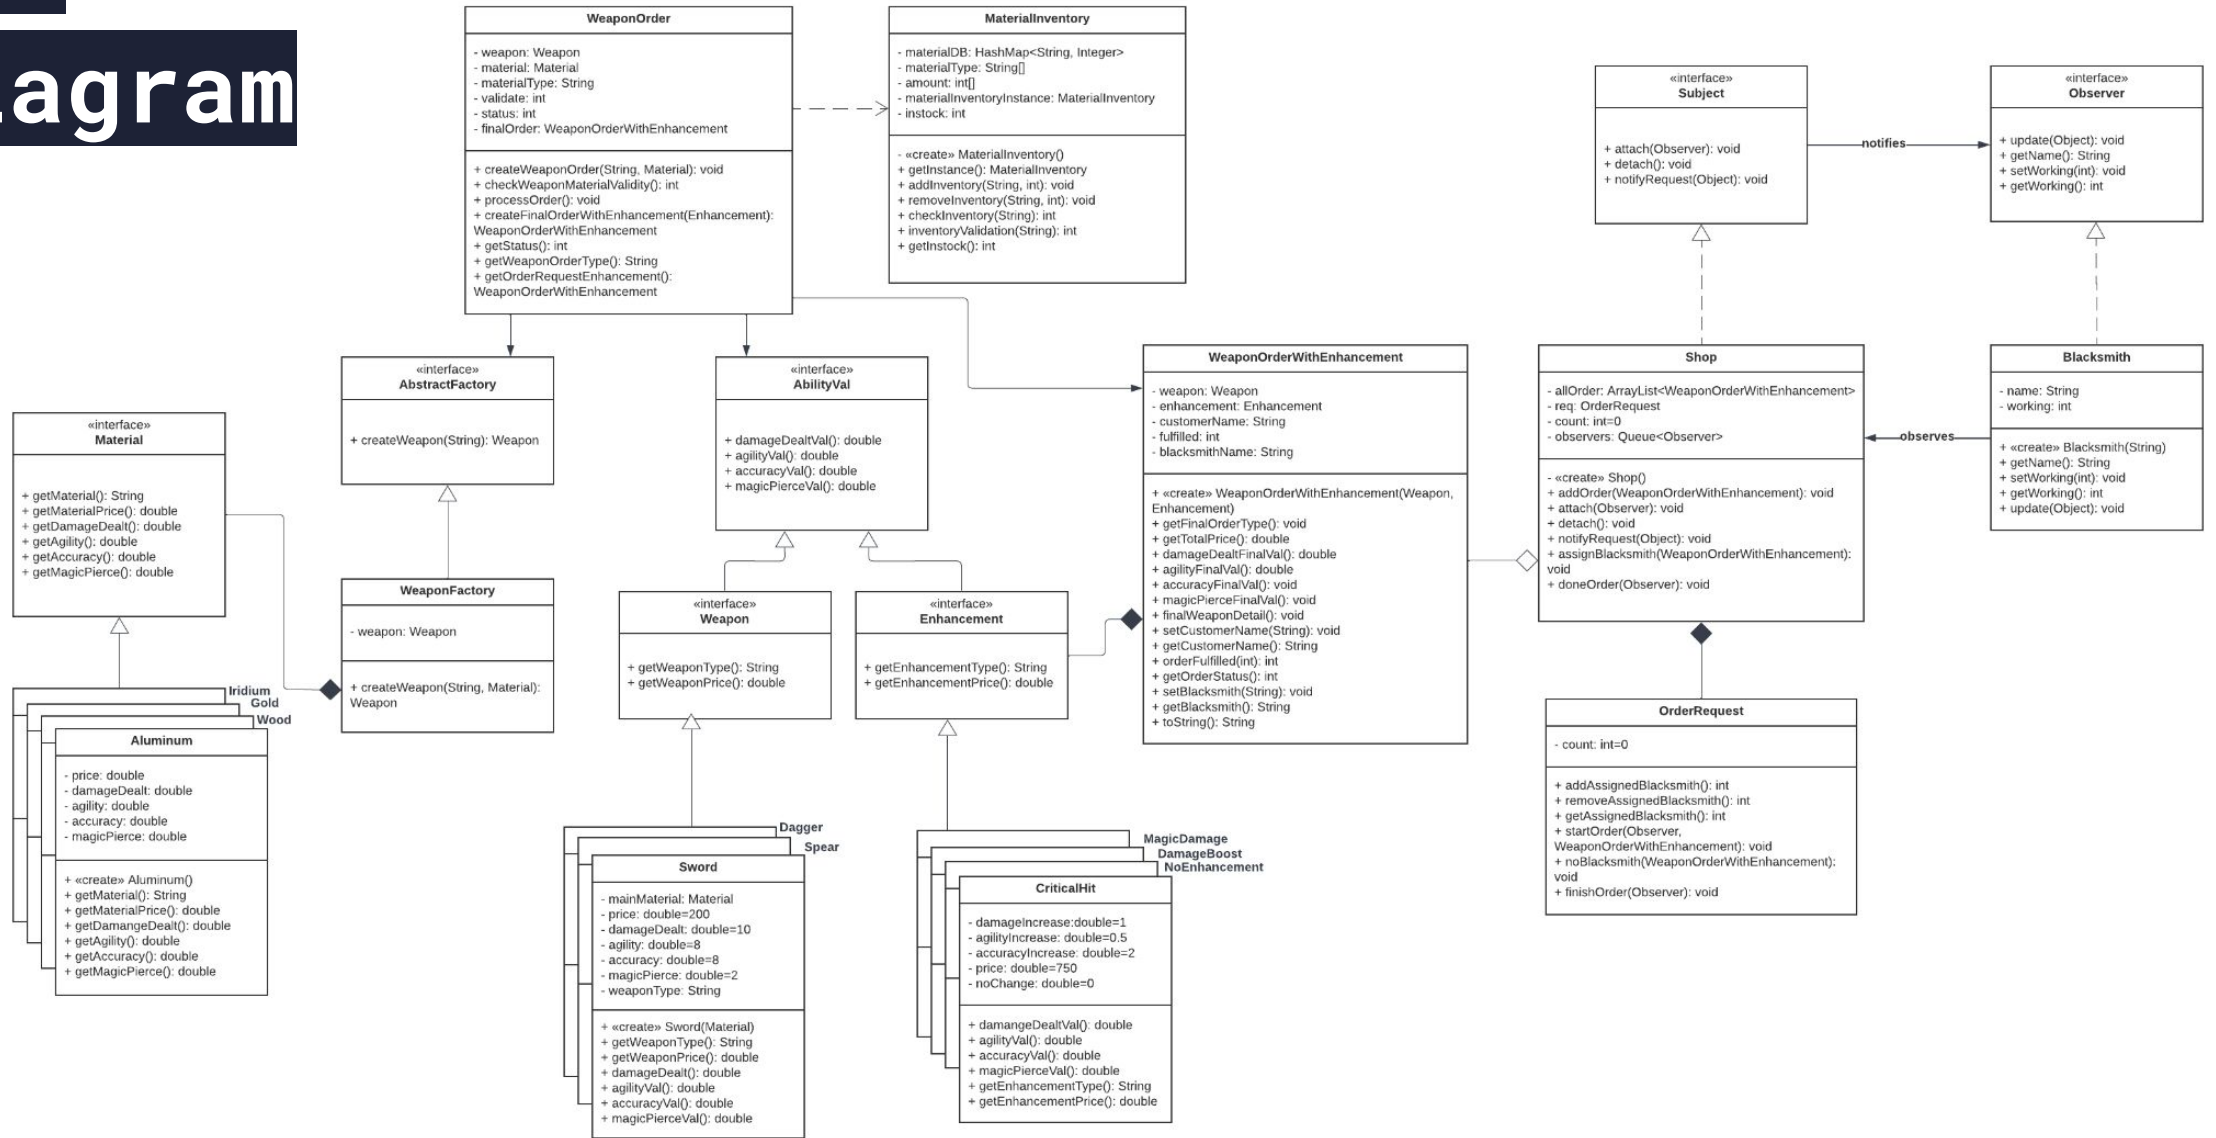 agram
WeaponOrder
- weapon: Weapon
- material: Material
- materialType: String
- validate: int
- status: int
- finalOrder: WeaponOrderWithEnhancement
+ createWeaponOrder(String, Material): void
+ checkWeaponMaterialValidity(): int
+ processOrder(): void
+ createFinalOrderWithEnhancement(Enhancement):
WeaponOrderWithEnhancement
+ getStatus(): int
+ getWeaponOrderType(): String
+ getOrderRequestEnhancement():
WeaponOrderWithEnhancement
MaterialInventory
- materialDB: HashMap<String, Integer>
- materialType: String[]
- amount: int[]
- materialInventoryInstance: MaterialInventory
- instock: int
- «create» MaterialInventory()
+ getInstance(): MaterialInventory
+ addInventory(String, int): void
+ removeInventory(String, int): void
+ checkInventory(String): int
+ inventoryValidation(String): int
+ getInstock(): int
«interface»
Subject
+ attach(Observer): void
+ detach(): void
+ notifyRequest(Object): void
notifies
«interface»
Observer
+ update(Object): void
+ getName(): String
+ setWorking(int): void
+ getWorking(): int
«interface»
Material
+ getMaterial(): String
+ getMaterialPrice(): double
+ getDamageDealt(): double
+ getAgility(): double
+ getAccuracy(): double
+ getMagicPierce(): double
«interface»
AbstractFactory
+ createWeapon(String): Weapon
«interface»
AbilityVal
+ damageDealtVal(): double
+ agilityVal(): double
+ accuracyVal(): double
+ magicPierceVal(): double
WeaponOrderWithEnhancement
- weapon: Weapon
- enhancement: Enhancement
- customerName: String
- fulfilled: int
- blacksmithName: String
+ «create» WeaponOrderWithEnhancement(Weapon,
Enhancement)
+ getFinalOrderType(): void
+ getTotalPrice(): double
+ damageDealtFinalVal(): double
+ agilityFinalVal(): double
+ accuracyFinalVal(): void
+ magicPierceFinalVal(): void
+ finalWeaponDetail(): void
+ setCustomerName(String): void
+ getCustomerName(): String
+ orderFulfilled(int): int
+ getOrderStatus(): int
+ setBlacksmith(String): void
+ getBlacksmith(): String
+ toString(): String
Shop
- allOrder: ArrayList<WeaponOrderWithEnhancement>
- req: OrderRequest
- count: int=0
- observers: Queue<Observer>
- «create» Shop()
+ addOrder(WeaponOrderWithEnhancement): void
+ attach(Observer): void
+ detach(): void
+ notifyRequest(Object): void
+ assignBlacksmith(WeaponOrderWithEnhancement):
void
+ doneOrder(Observer): void
observes
Blacksmith
- name: String
- working: int
+ «create» Blacksmith(String)
+ getName(): String
+ setWorking(int): void
+ getWorking(): int
+ update(Object): void
WeaponFactory
- weapon: Weapon
+ createWeapon(String, Material):
Weapon
«interface»
Weapon
+ getWeaponType(): String
+ getWeaponPrice(): double
«interface»
Enhancement
+ getEnhancementType(): String
+ getEnhancementPrice(): double
Iridium
Gold
Wood
Aluminum
- price: double
- damageDealt: double
- agility: double
- accuracy: double
- magicPierce: double
+ «create» Aluminum()
+ getMaterial(): String
+ getMaterialPrice(): double
+ getDamangeDealt(): double
+ getAgility(): double
+ getAccuracy(): double
+ getMagicPierce(): double
Dagger
Spear
Sword
- mainMaterial: Material
- price: double=200
- damageDealt: double=10
- agility: double=8
- accuracy: double=8
- magicPierce: double=2
- weaponType: String
+ «create» Sword(Material)
+ getWeaponType(): String
+ getWeaponPrice(): double
+ damageDealt(): double
+ agilityVal(): double
+ accuracyVal(): double
+ magicPierceVal(): double
MagicDamage
DamageBoost
NoEnhancement
CriticalHit
- damageIncrease:double=1
- agilityIncrease: double=0.5
- accuracyIncrease: double=2
- price: double=750
- noChange: double=0
+ damangeDealtVal(): double
+ agilityVal(): double
+ accuracyVal(): double
+ magicPierceVal(): double
+ getEnhancementType(): String
+ getEnhancementPrice(): double
OrderRequest
- count: int=0
+ addAssignedBlacksmith(): int
+ removeAssignedBlacksmith(): int
+ getAssignedBlacksmith(): int
+ startOrder(Observer,
WeaponOrderWithEnhancement): void
+ noBlacksmith(WeaponOrderWithEnhancement):
void
+ finishOrder(Observer): void